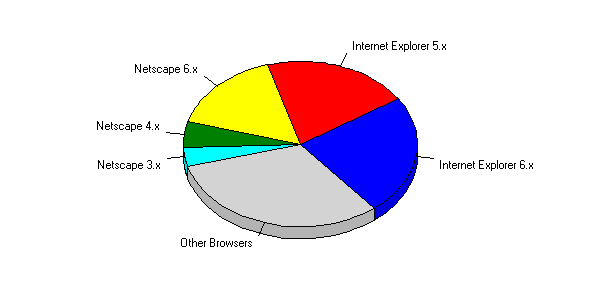 Internet Explorer 5.x
Netscape 6.x
Netscape 4.x
Netscape 3.x
Internet Explorer 6.x
Other Browsers